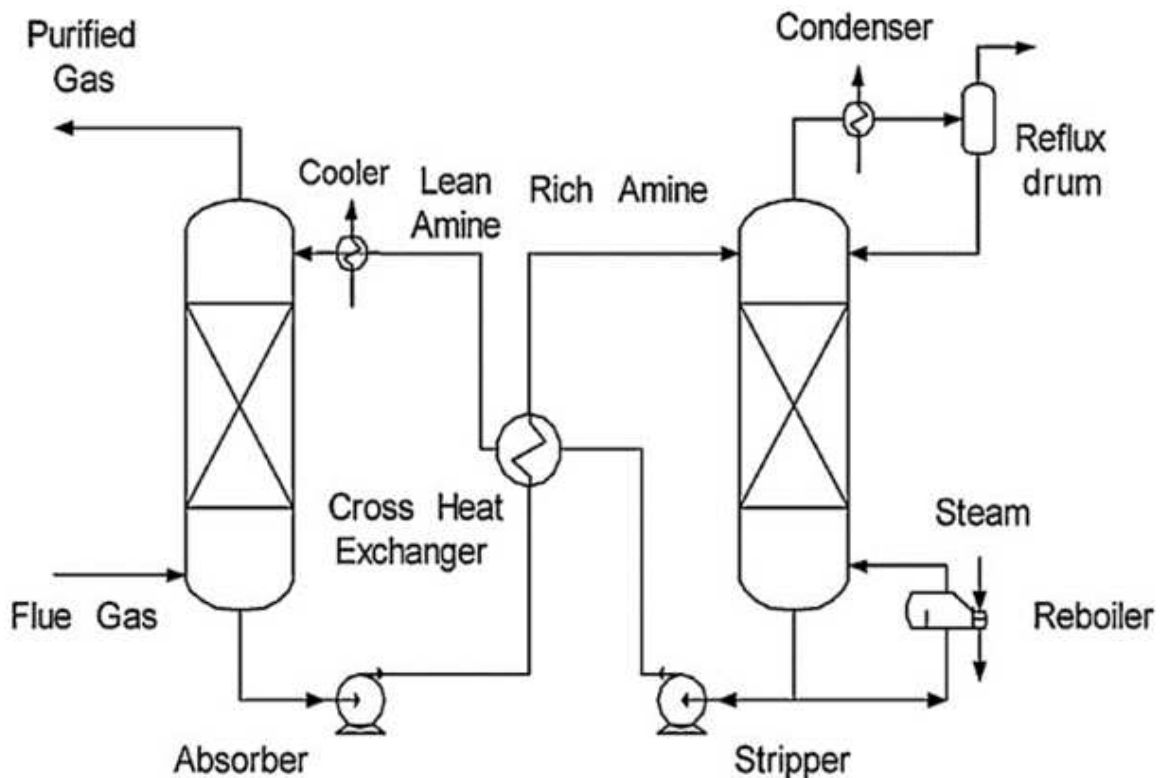 Purified
Gas
Condenser
Reflux
drum
Cooler
Lean
Amine
Rich Amine
Cross Heat
Exchanger
Steam
Flue Gas
Reboiler
Absorber
Stripper